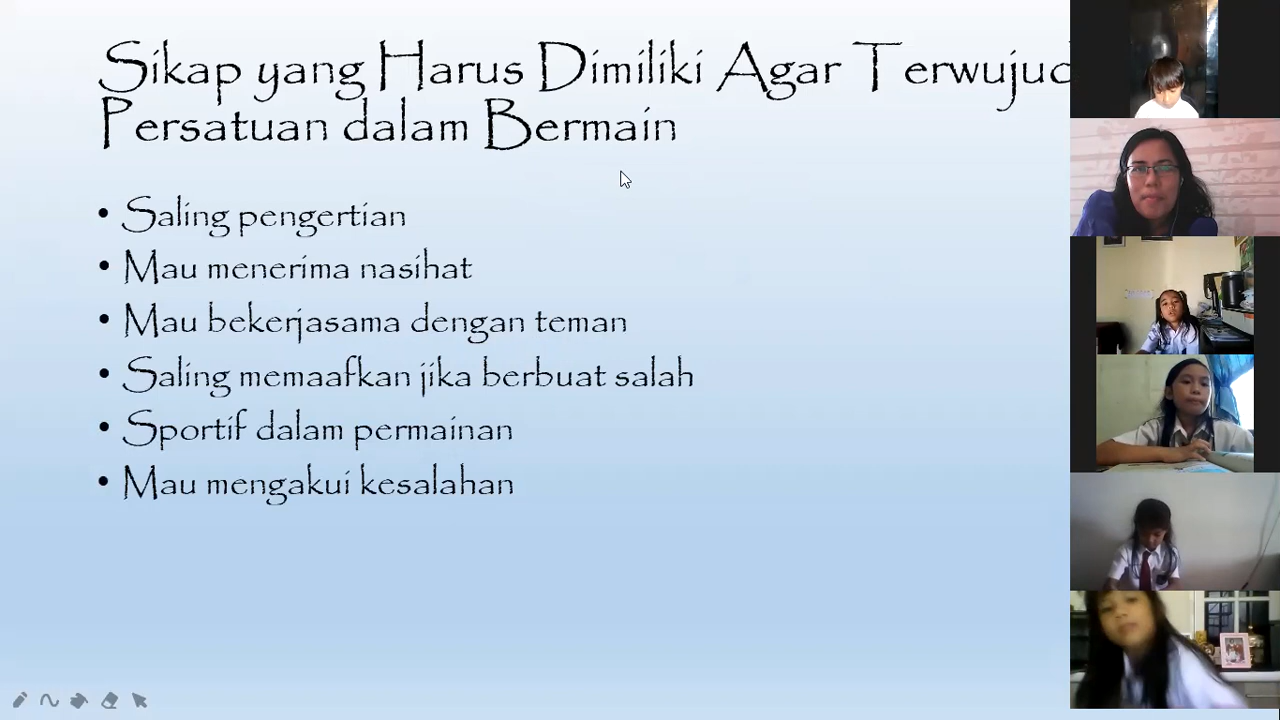 Sikap yang Harus Dimiliki Agar Terwujud
Persatuan dalam Bermain
• Saling pengertian
• Mau menerima nasihat
• Mau bekerjasama dengan teman
• Saling memaafkan jika berbuat salah
• Sportif dalam permainan
• Mau mengakui kesalahan